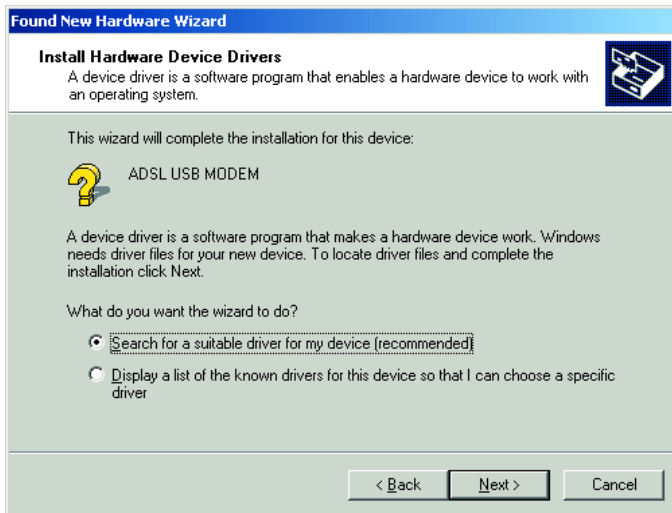 Found New Hardware Wizard
Install Hardware Device Drivers
A device driver is a software program that enables a hardware device to work with
an operating system.
This wizard will complete the installation for this device:
ADSL USB MODEM
A device driver is a software program that makes a hardware device work. Windows
needs driver files for your new device. To locate driver files and complete the
installation click Next.
What do you want the wizard to do?
Search for a suitable driver for my device (recommended)
Display a list of the known drivers for this device so that I can choose a specific
driver
< Back Next > Cancel